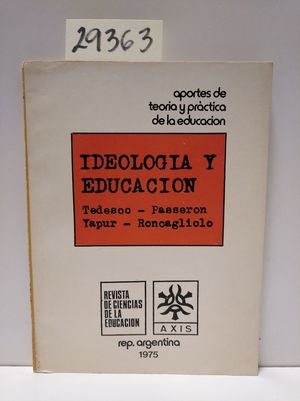 29363
aportes de
teoria y pràctica
de la educacion
IDEOLOGIA Y
EDUCACION
Tedesco - Passeron
Yapur - Roncagliolo
REVISTA
DE CIENCIAS
DE LA
EDUCACION
AXIS
rep. argentina
1975